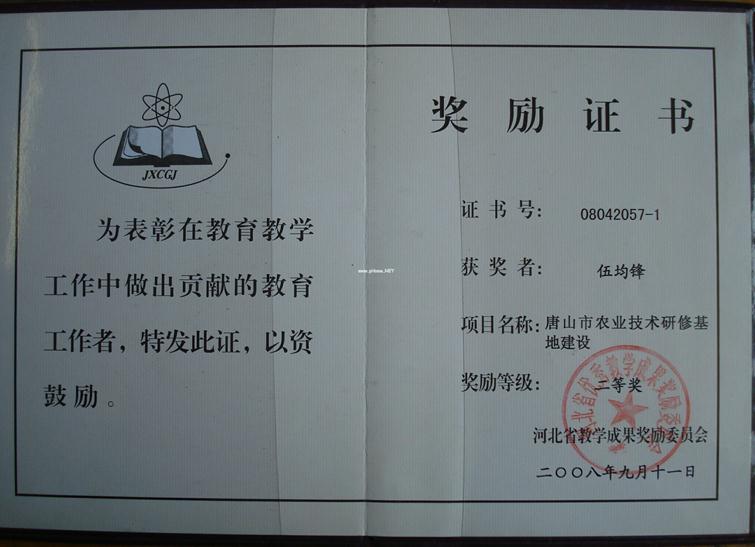 JXCGJ
为表彰在教育教学
工作中做出贡献的教育
工作者，特发此证，以资
鼓励。
奖励证书
证书号：08042057-1
获奖者：伍均锋
项目名称：唐山市农业技术研修基
地建设
奖励等级：二等奖
河北省教学成果奖励委员会
二〇〇八年九月十一日